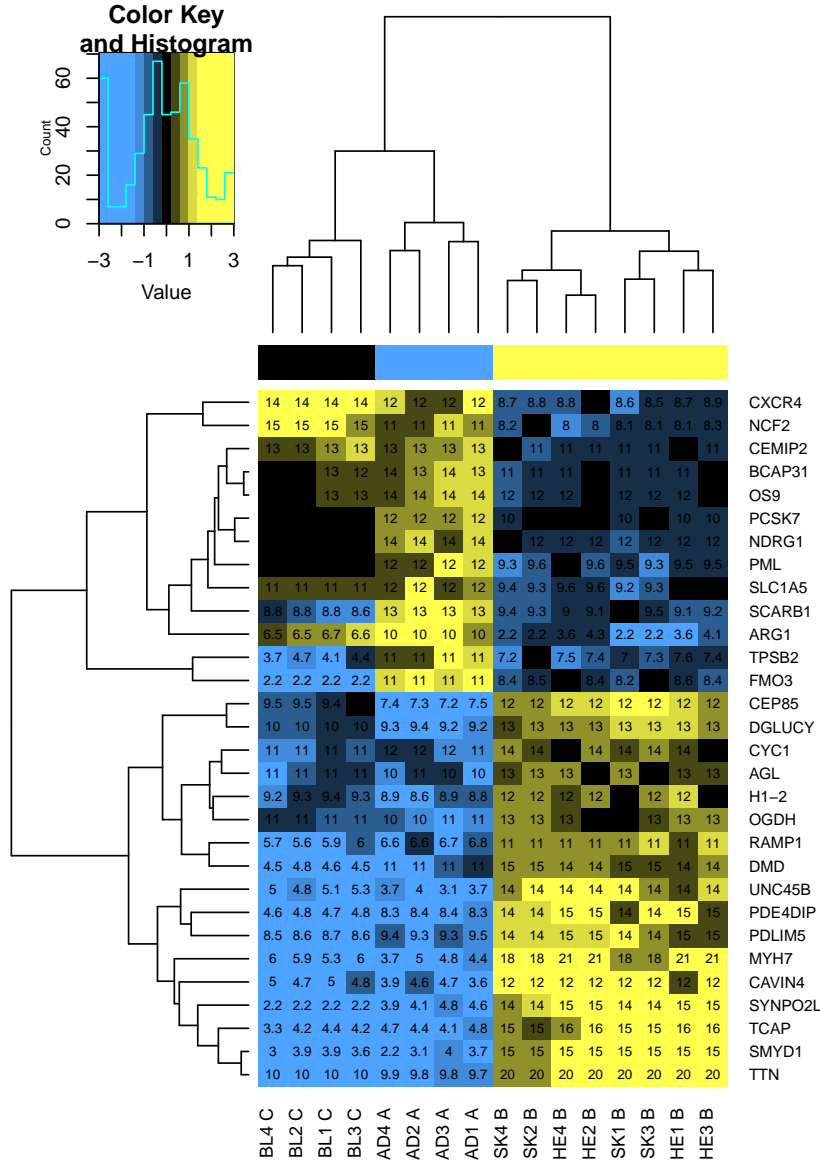 Color Key
and Histogram
60
40
20
0
Count
−3 −1 1 3
Value
14 14 14 14 12 12 12 12 8.7 8.8 8.8 8.6 8.5 8.7 8.9 CXCR4
15 15 15 15 11 11 11 11 8.2 8 8 8.1 8.1 8.1 8.3 NCF2
13 13 13 13 13 13 13 13 11 11 11 11 11 11 CEMIP2
13 12 14 13 14 13 11 11 11 11 11 11 BCAP31
13 13 14 14 14 14 12 12 12 12 12 12 OS9
12 12 12 12 10 10 10 10 PCSK7
14 14 14 14 12 12 12 12 12 12 12 NDRG1
12 12 12 12 9.3 9.6 9.6 9.5 9.3 9.5 9.5 PML
11 11 11 11 11 12 12 12 9.4 9.3 9.6 9.6 9.2 9.3 SLC1A5
8.8 8.8 8.8 8.6 13 13 13 13 9.4 9.3 9 9.1 9.5 9.1 9.2 SCARB1
6.5 6.5 6.7 6.6 10 10 10 10 2.2 2.2 3.6 4.3 2.2 2.2 3.6 4.1 ARG1
3.7 4.7 4.1 4.4 11 11 11 11 7.2 7.5 7.4 7 7.3 7.6 7.4 TPSB2
2.2 2.2 2.2 2.2 11 11 11 11 8.4 8.5 8.4 8.2 8.6 8.4 FMO3
9.5 9.5 9.4 7.4 7.3 7.2 7.5 12 12 12 12 12 12 12 12 CEP85
10 10 10 10 9.3 9.4 9.2 9.2 13 13 13 13 13 13 13 13 DGLUCY
11 11 11 11 12 12 12 11 14 14 14 14 14 14 CYC1
11 11 11 11 10 11 10 10 13 13 13 13 13 13 AGL
9.2 9.3 9.4 9.3 8.9 8.6 8.9 8.8 12 12 12 12 12 12 H1−2
11 11 11 11 10 10 11 11 13 13 13 13 13 13 OGDH
5.7 5.6 5.9 6 6.6 6.6 6.7 6.8 11 11 11 11 11 11 11 11 RAMP1
4.5 4.8 4.6 4.5 11 11 11 11 15 15 14 14 15 15 14 14 DMD
5 4.8 5.1 5.3 3.7 4 3.1 3.7 14 14 14 14 14 14 14 14 UNC45B
4.6 4.8 4.7 4.8 8.3 8.4 8.4 8.3 14 14 15 15 14 14 15 15 PDE4DIP
8.5 8.6 8.7 8.6 9.4 9.3 9.3 9.5 14 14 15 15 14 14 15 15 PDLIM5
6 5.9 5.3 6 3.7 5 4.8 4.4 18 18 21 21 18 18 21 21 MYH7
5 4.7 5 4.8 3.9 4.6 4.7 3.6 12 12 12 12 12 12 12 12 CAVIN4
2.2 2.2 2.2 2.2 3.9 4.1 4.8 4.6 14 14 15 15 14 14 14 15 SYNPO2L
3.3 4.2 4.4 4.2 4.7 4.4 4.1 4.8 15 15 16 16 15 15 16 16 TCAP
3 3.9 3.9 3.6 2.2 3.1 4 3.7 15 15 15 15 15 15 15 15 SMYD1
10 10 10 10 9.9 9.8 9.8 9.7 20 20 20 20 20 20 20 20 TTN
BL4 C
BL2 C
BL1 C
BL3 C
AD4 A
AD2 A
AD3 A
AD1 A
SK4 B
SK2 B
HE4 B
HE2 B
SK1 B
SK3 B
HE1 B
HE3 B